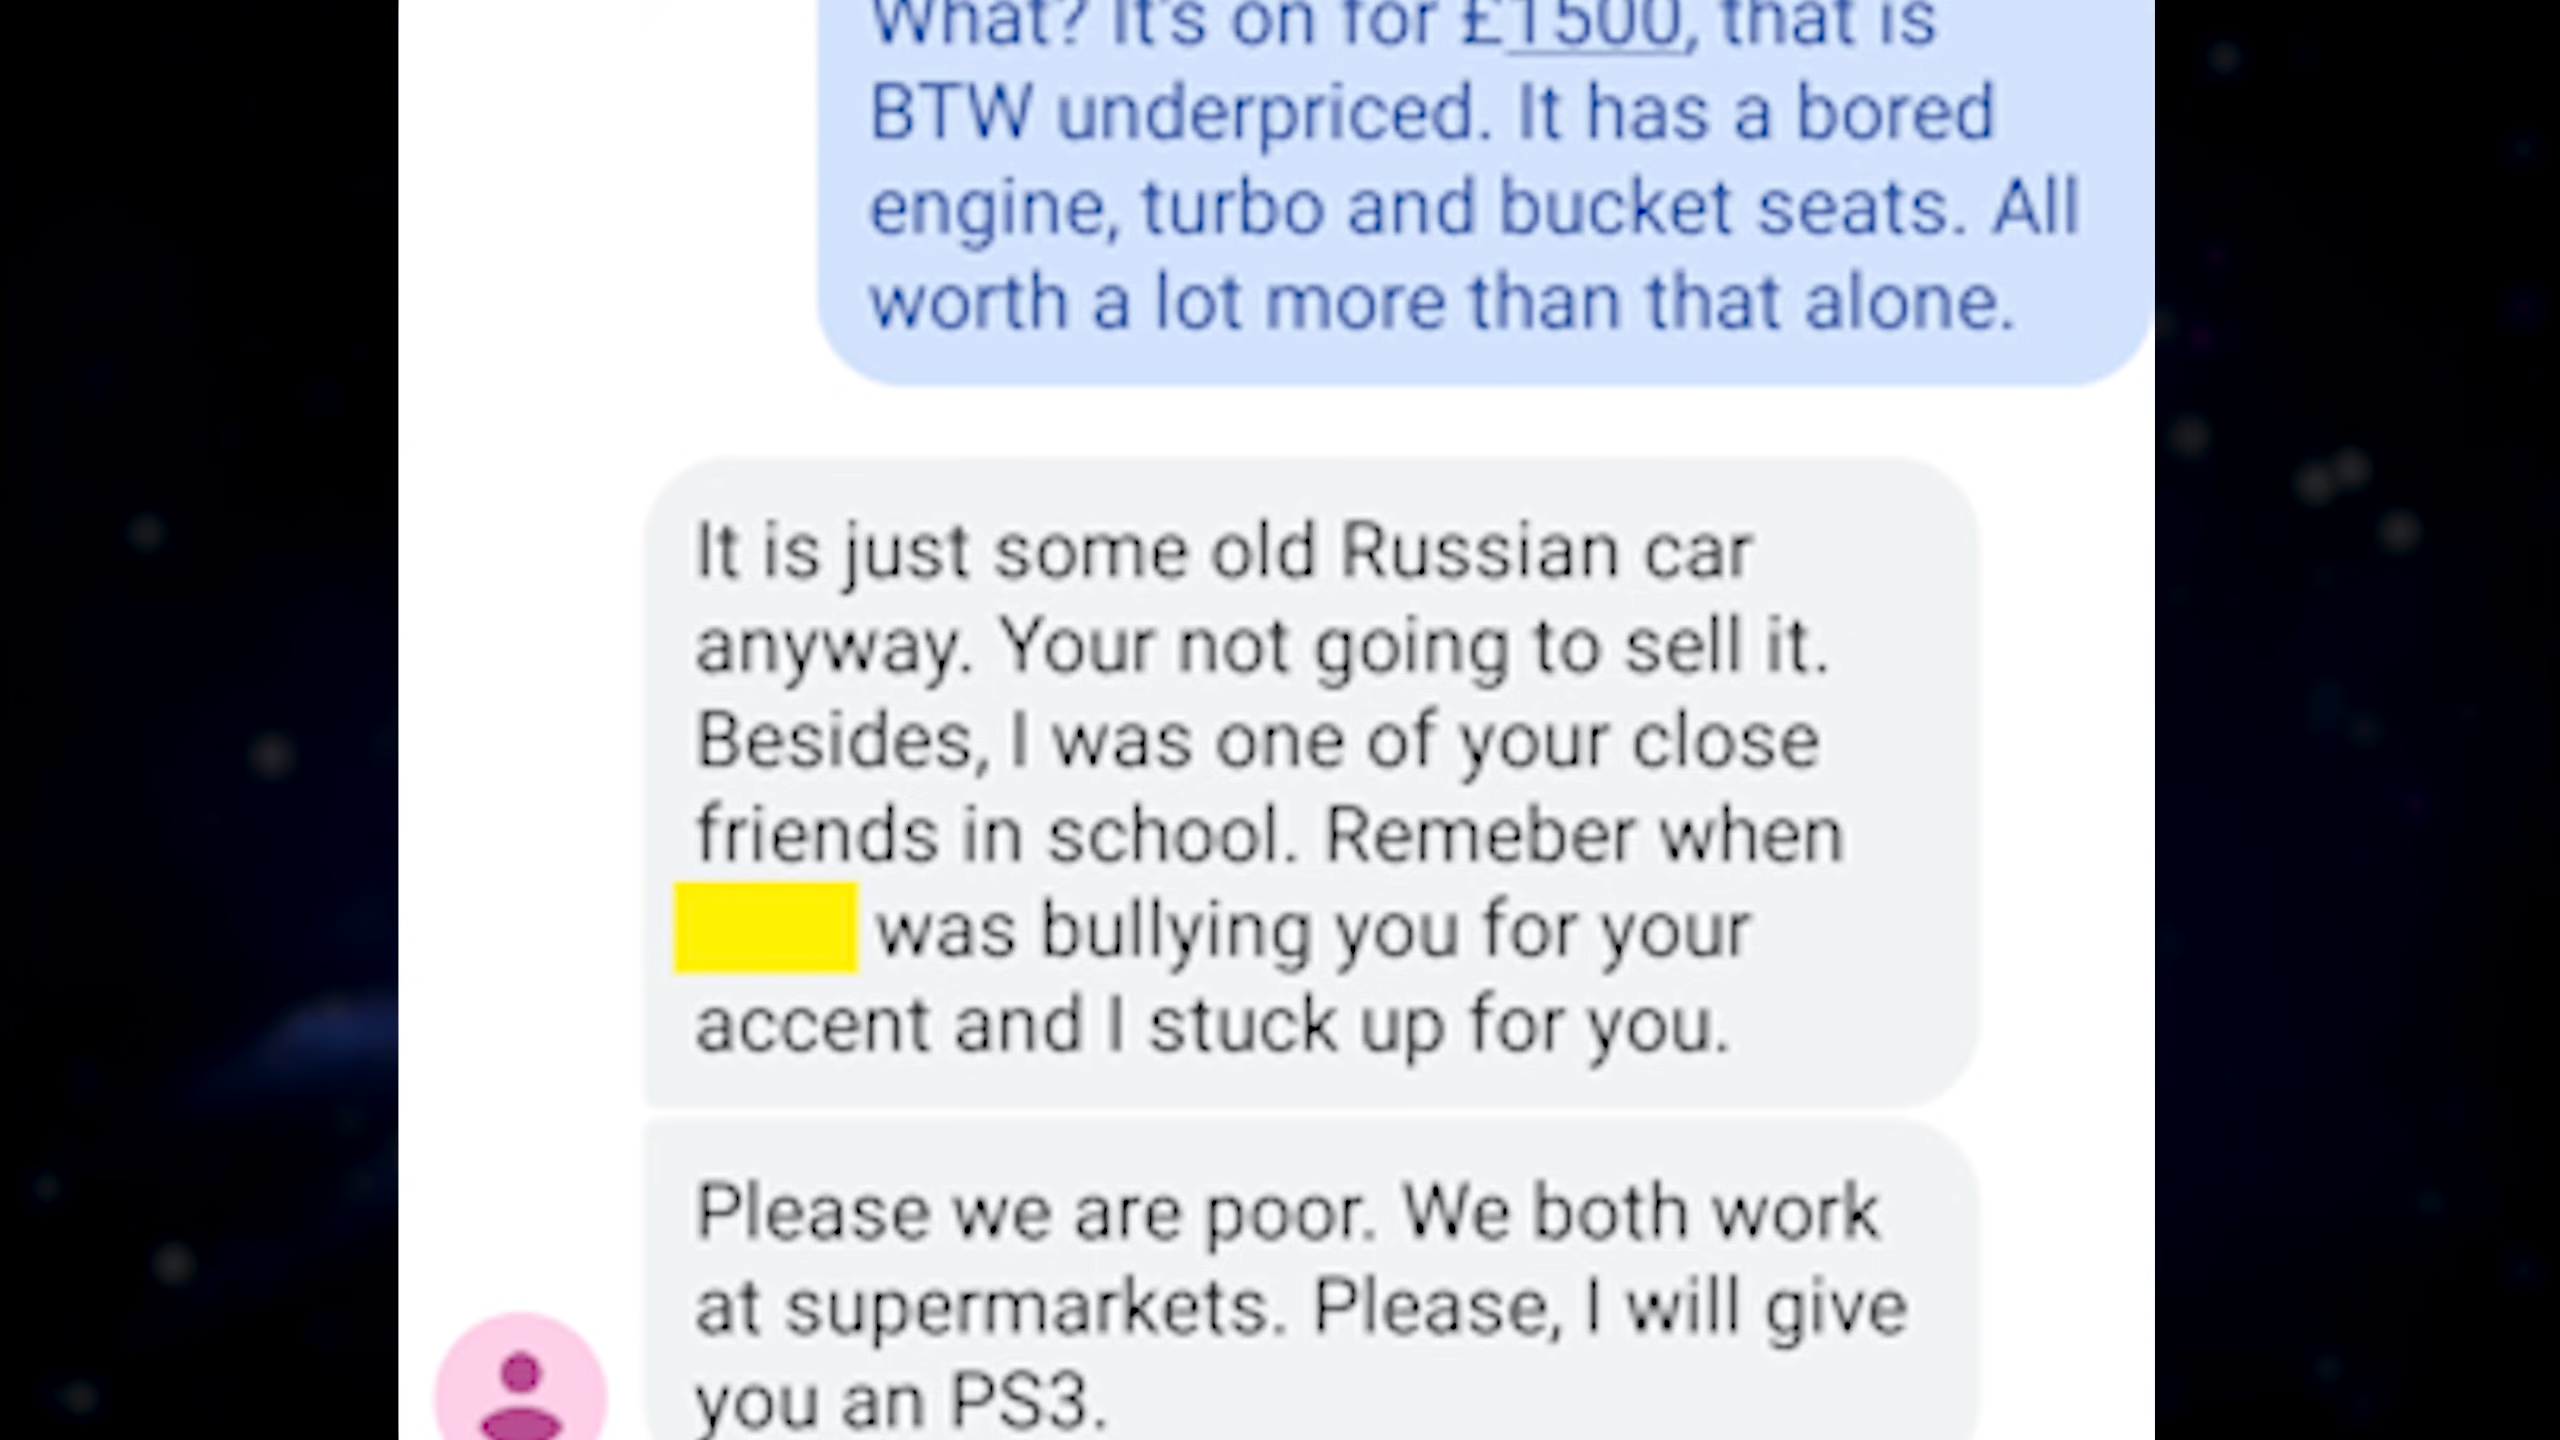 What? It's on for £1500, that is
BTW underpriced. It has a bored
engine, turbo and bucket seats. All
worth a lot more than that alone.
It is just some old Russian car
anyway. Your not going to sell it.
Besides, I was one of your close
friends in school. Remeber when
was bullying you for your
accent and I stuck up for you.
Please we are poor. We both work
at supermarkets. Please, I will give
you an PS3.